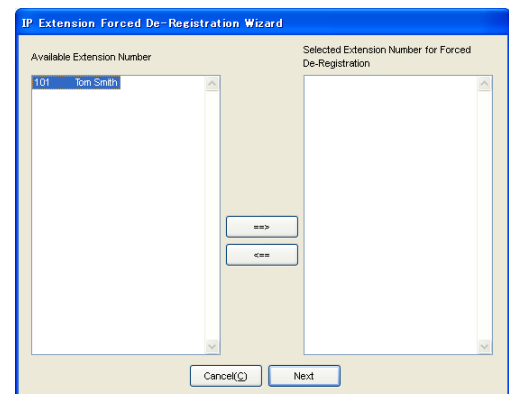 IP Extension Forced De-Registration Wizard
Available Extension Number
Selected Extension Number for Forced
De-Registration
101 Tom Smith
==>
<==
Cancel(C)
Next